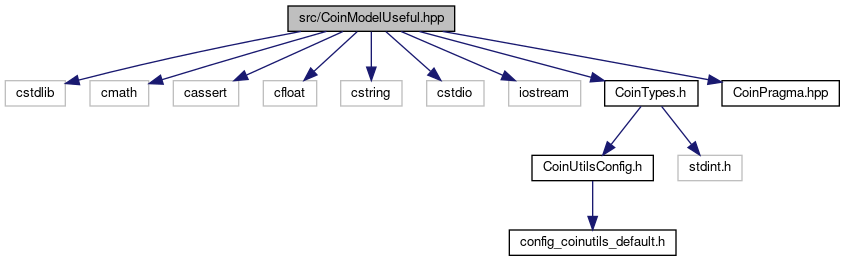 src/CoinModelUseful.hpp
cstdlib
cmath
cassert
cfloat
cstring
cstdio
iostream
CoinTypes.h
CoinPragma.hpp
CoinUtilsConfig.h
stdint.h
config_coinutils_default.h